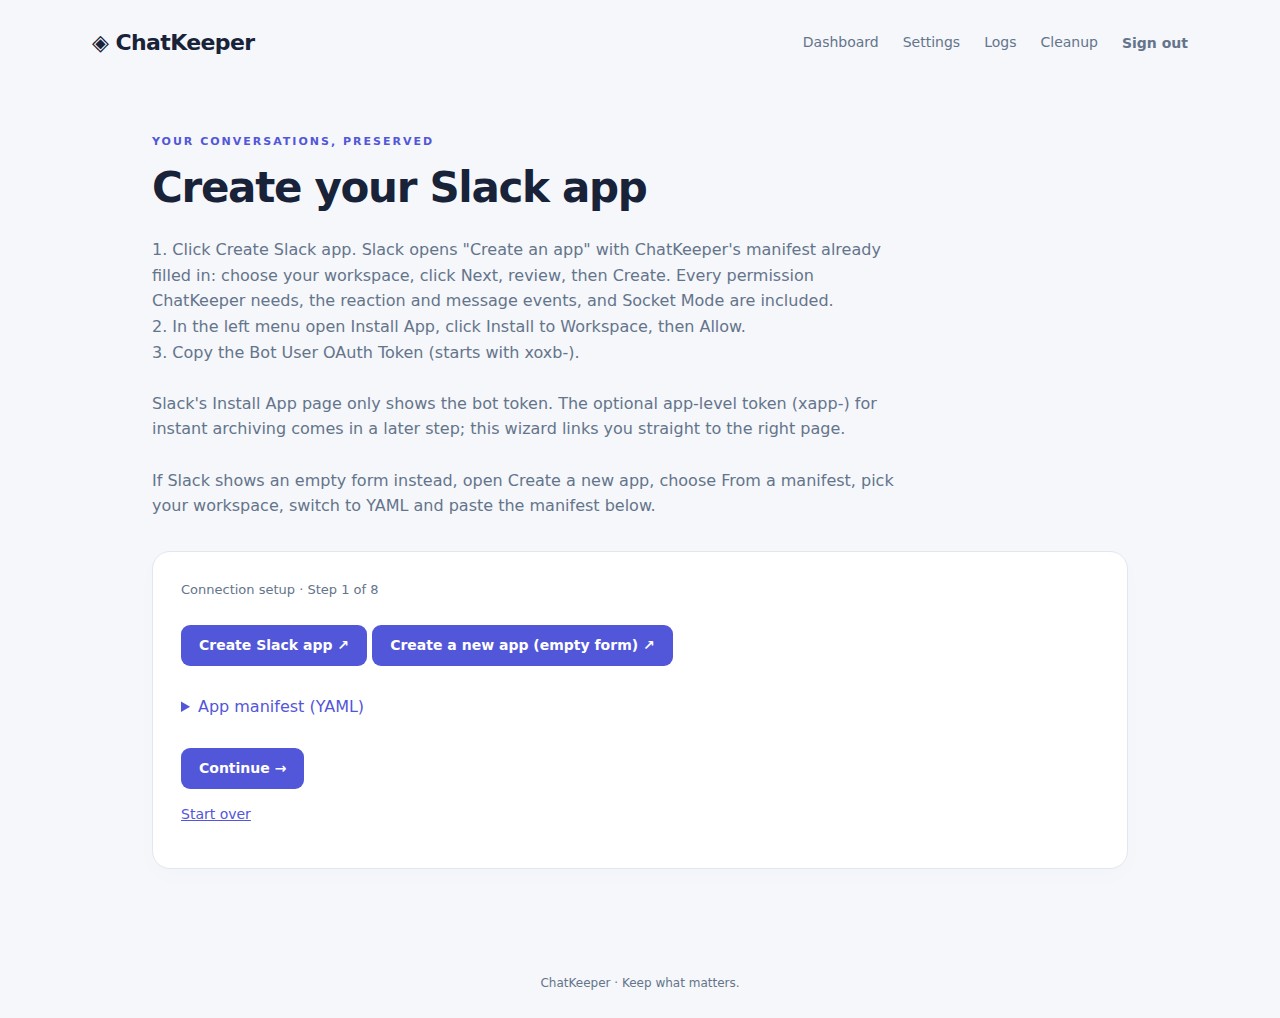 ◈ ChatKeeper
Dashboard Settings Logs Cleanup Sign out
YOUR CONVERSATIONS, PRESERVED
Create your Slack app
1. Click Create Slack app. Slack opens "Create an app" with ChatKeeper's manifest already
filled in: choose your workspace, click Next, review, then Create. Every permission
ChatKeeper needs, the reaction and message events, and Socket Mode are included.
2. In the left menu open Install App, click Install to Workspace, then Allow.
3. Copy the Bot User OAuth Token (starts with xoxb-).
Slack's Install App page only shows the bot token. The optional app-level token (xapp-) for
instant archiving comes in a later step; this wizard links you straight to the right page.
If Slack shows an empty form instead, open Create a new app, choose From a manifest, pick
your workspace, switch to YAML and paste the manifest below.
Connection setup · Step 1 of 8
Create Slack app ↗ Create a new app (empty form) ↗
▶ App manifest (YAML)
Continue →
Start over
ChatKeeper · Keep what matters.